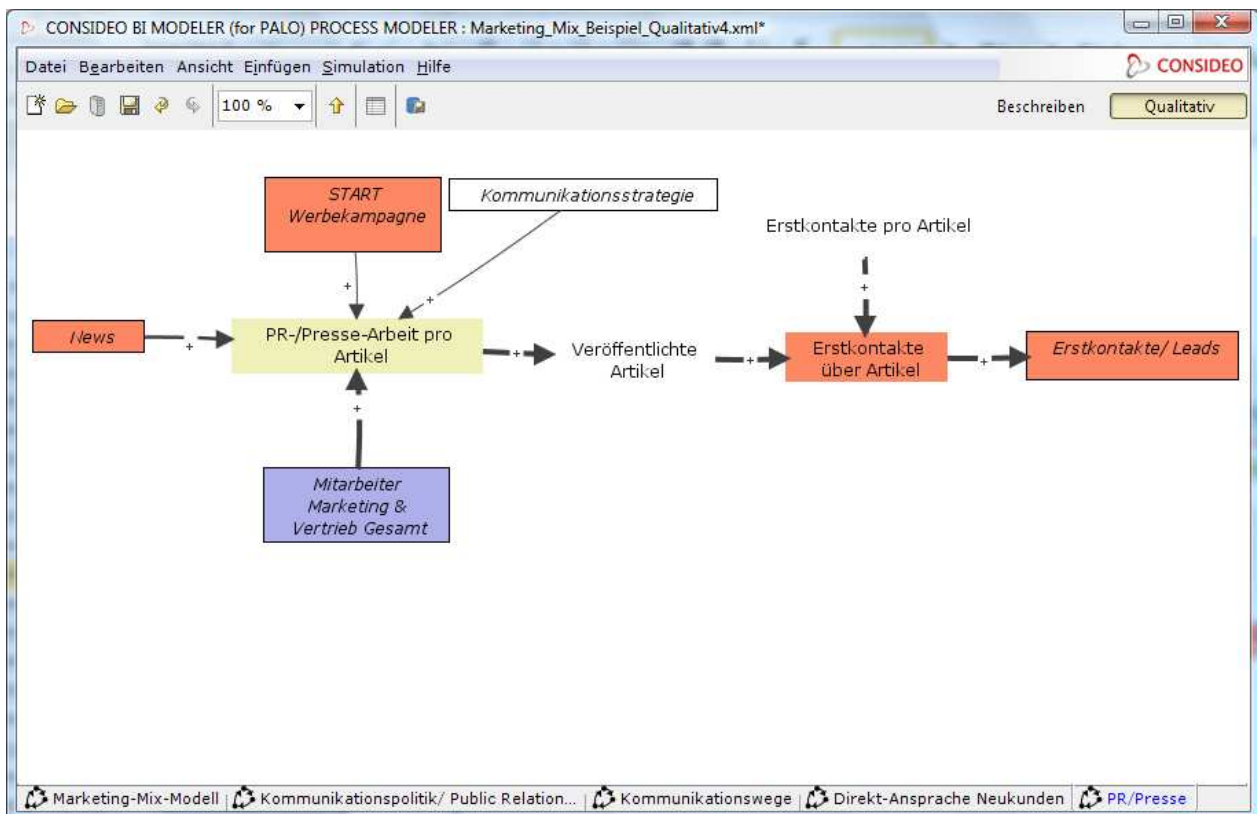 CONSIDEO BI MODELER (for PALO) PROCESS MODELER : Marketing_Mix_Beispiel_Qualitativ4.xml*
Datei Bearbeiten Ansicht Einfügen Simulation Hilfe
CONSIDEO
100 %
Beschreiben
Qualitativ
START
Werbekampagne
Kommunikationsstrategie
Erstkontakte pro Artikel
+
+
+
News
+
PR-/Presse-Arbeit pro
Artikel
+
Veröffentlichte
Artikel
+
Erstkontakte
über Artikel
+
Erstkontakte/ Leads
+
Mitarbeiter
Marketing &
Vertrieb Gesamt
Marketing-Mix-Modell
Kommunikationspolitik/ Public Relation...
Kommunikationswege
Direkt-Ansprache Neukunden
PR/Presse